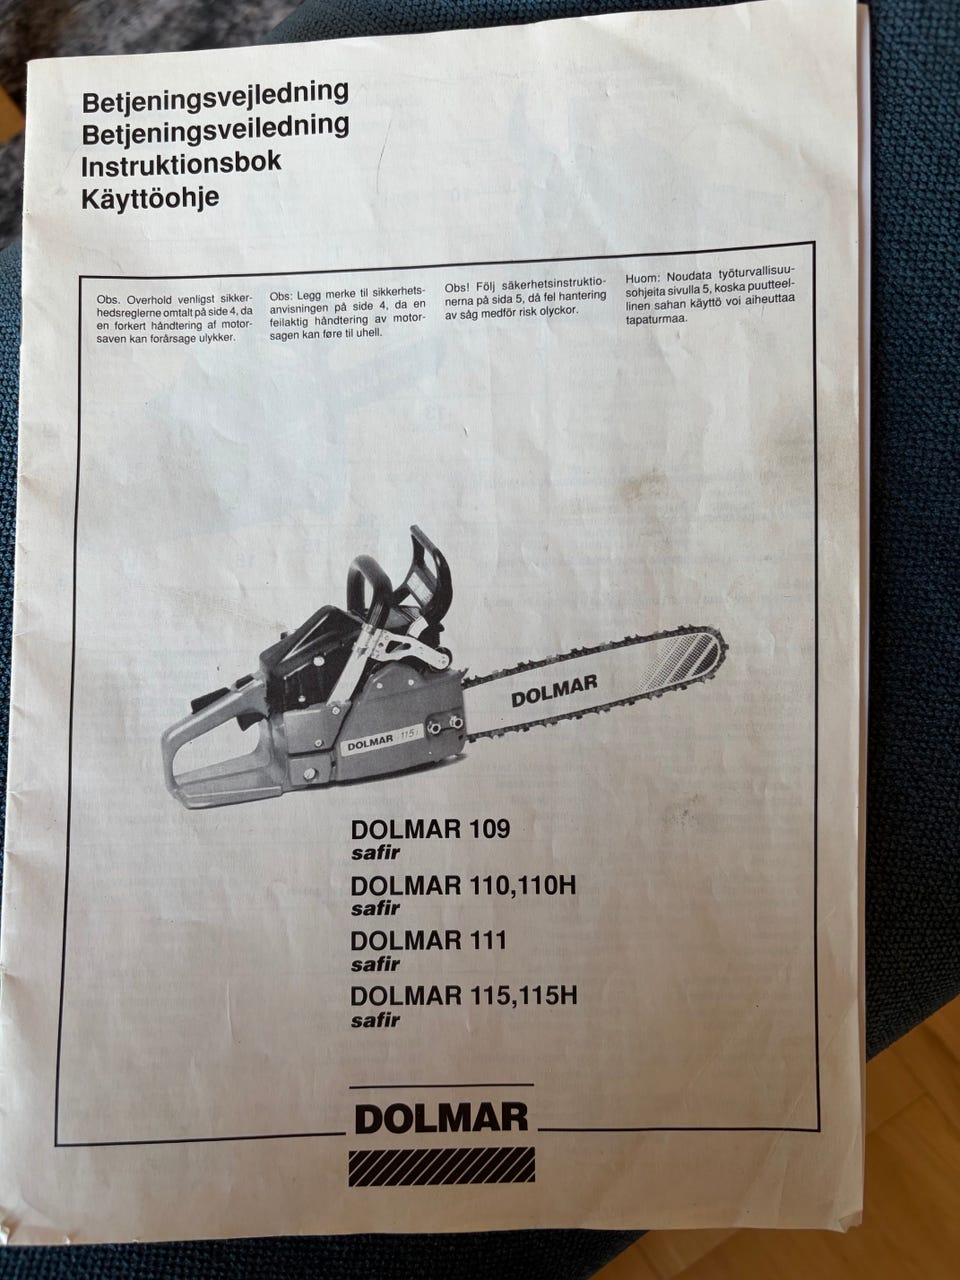 Betjeningsvejledning
Betjeningsveiledning
Instruktionsbok
Käyttöohje
Obs. Overhold venligst sikker-
hedsreglerne omtalt på side 4, da
en forkert håndtering af motor-
saven kan forårsage ulykker.
Obs: Legg merke til sikkerhets-
anvisningen på side 4, da en
feilaktig håndtering av motor-
sagen kan føre til uhell.
Obs! Följ säkerhetsinstruktio-
nerna på sida 5, då fel hantering
av såg medför risk olyckor.
Huom: Noudata työturvallisuu-
sohjeita sivulla 5, koska puutteel-
linen sahan käyttö voi aiheuttaa
tapaturmaa.
DOLMAR
DOLMAR 115i
DOLMAR 109
safir
DOLMAR 110,110H
safir
DOLMAR 111
safir
DOLMAR 115,115H
safir
DOLMAR